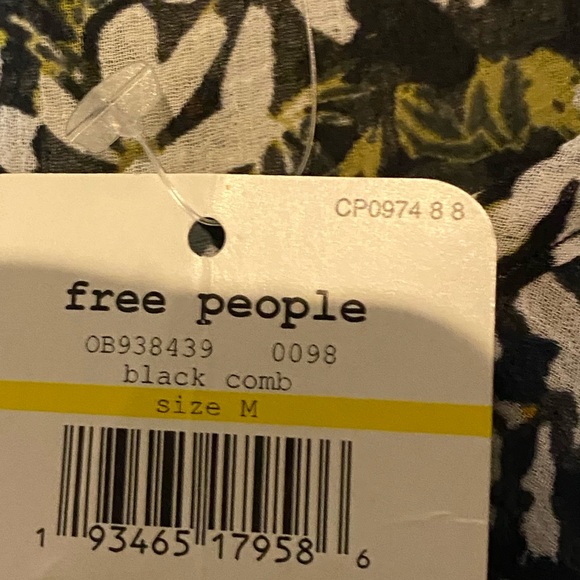 CP0974 8 8
free people
OB938439 0098
black comb
size M
1 93465 17958 6